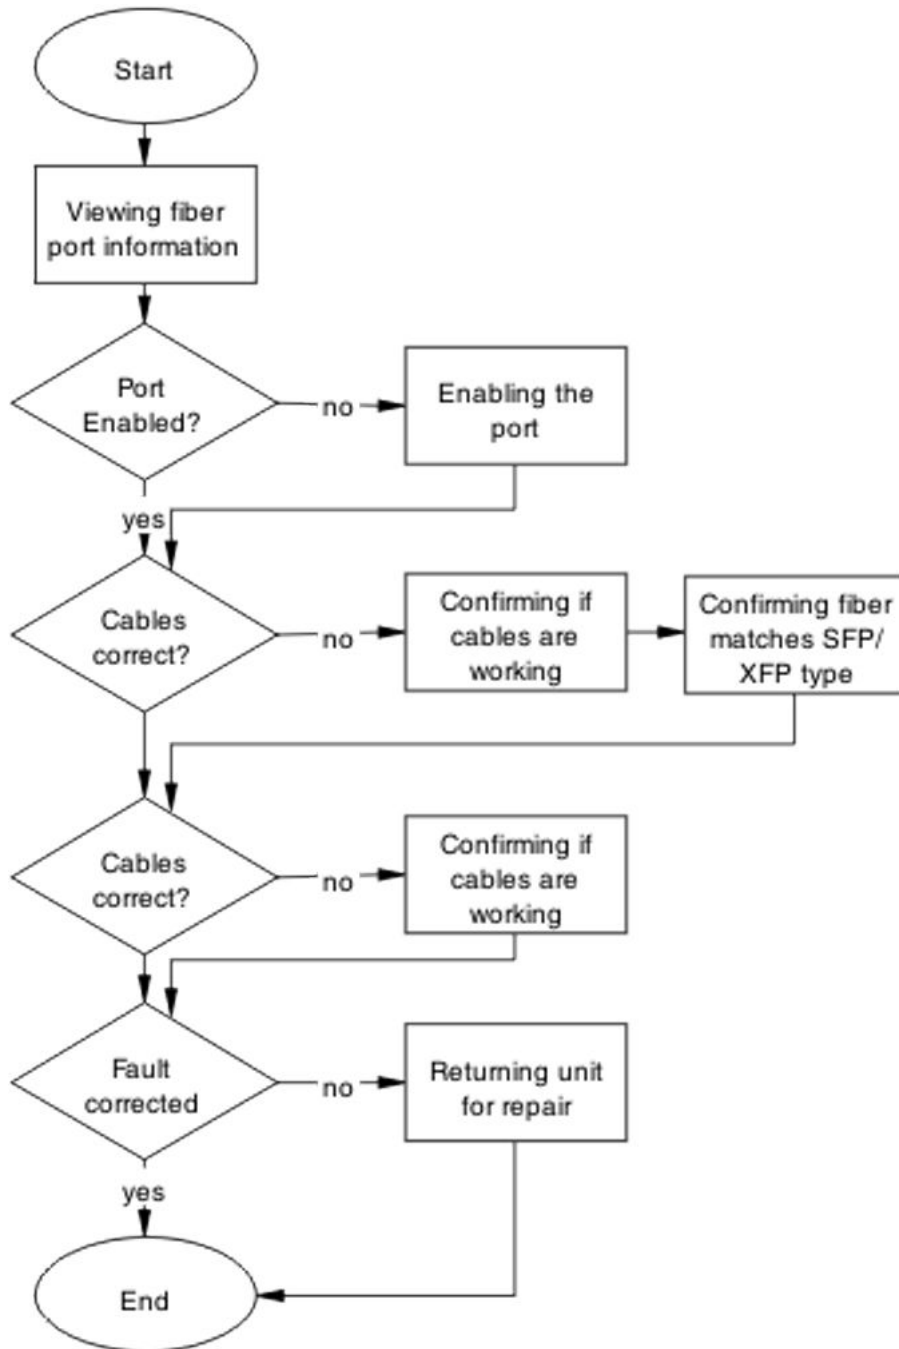 Start
Viewing fiber
port information
Port
Enabled?
no
Enabling the
port
yes
Cables
correct?
no
Confirming if
cables are
working
Confirming fiber
matches SFP/
XFP type
Cables
correct?
no
Confirming if
cables are
working
Fault
corrected
no
Returning unit
for repair
yes
End